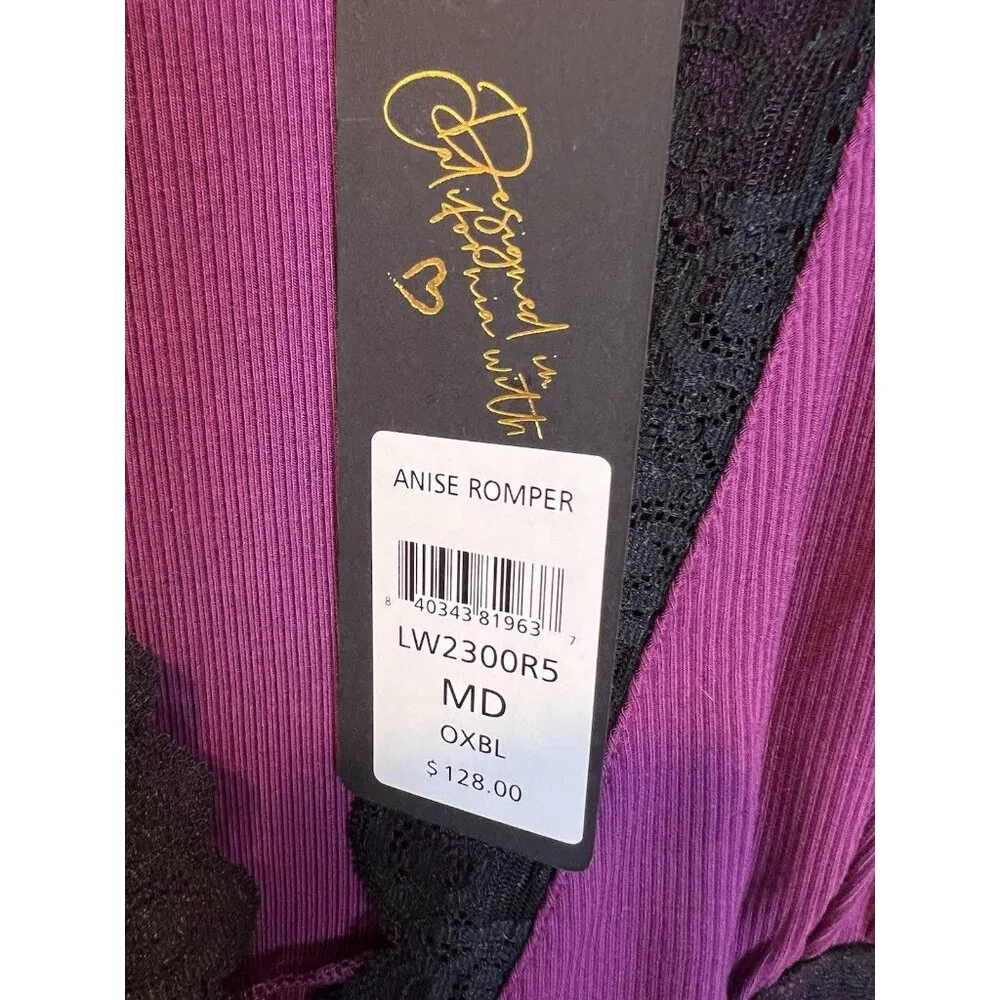 Designed in
California with
ANISE ROMPER
8 40343 81963 7
LW2300R5
MD
OXBL
$128.00